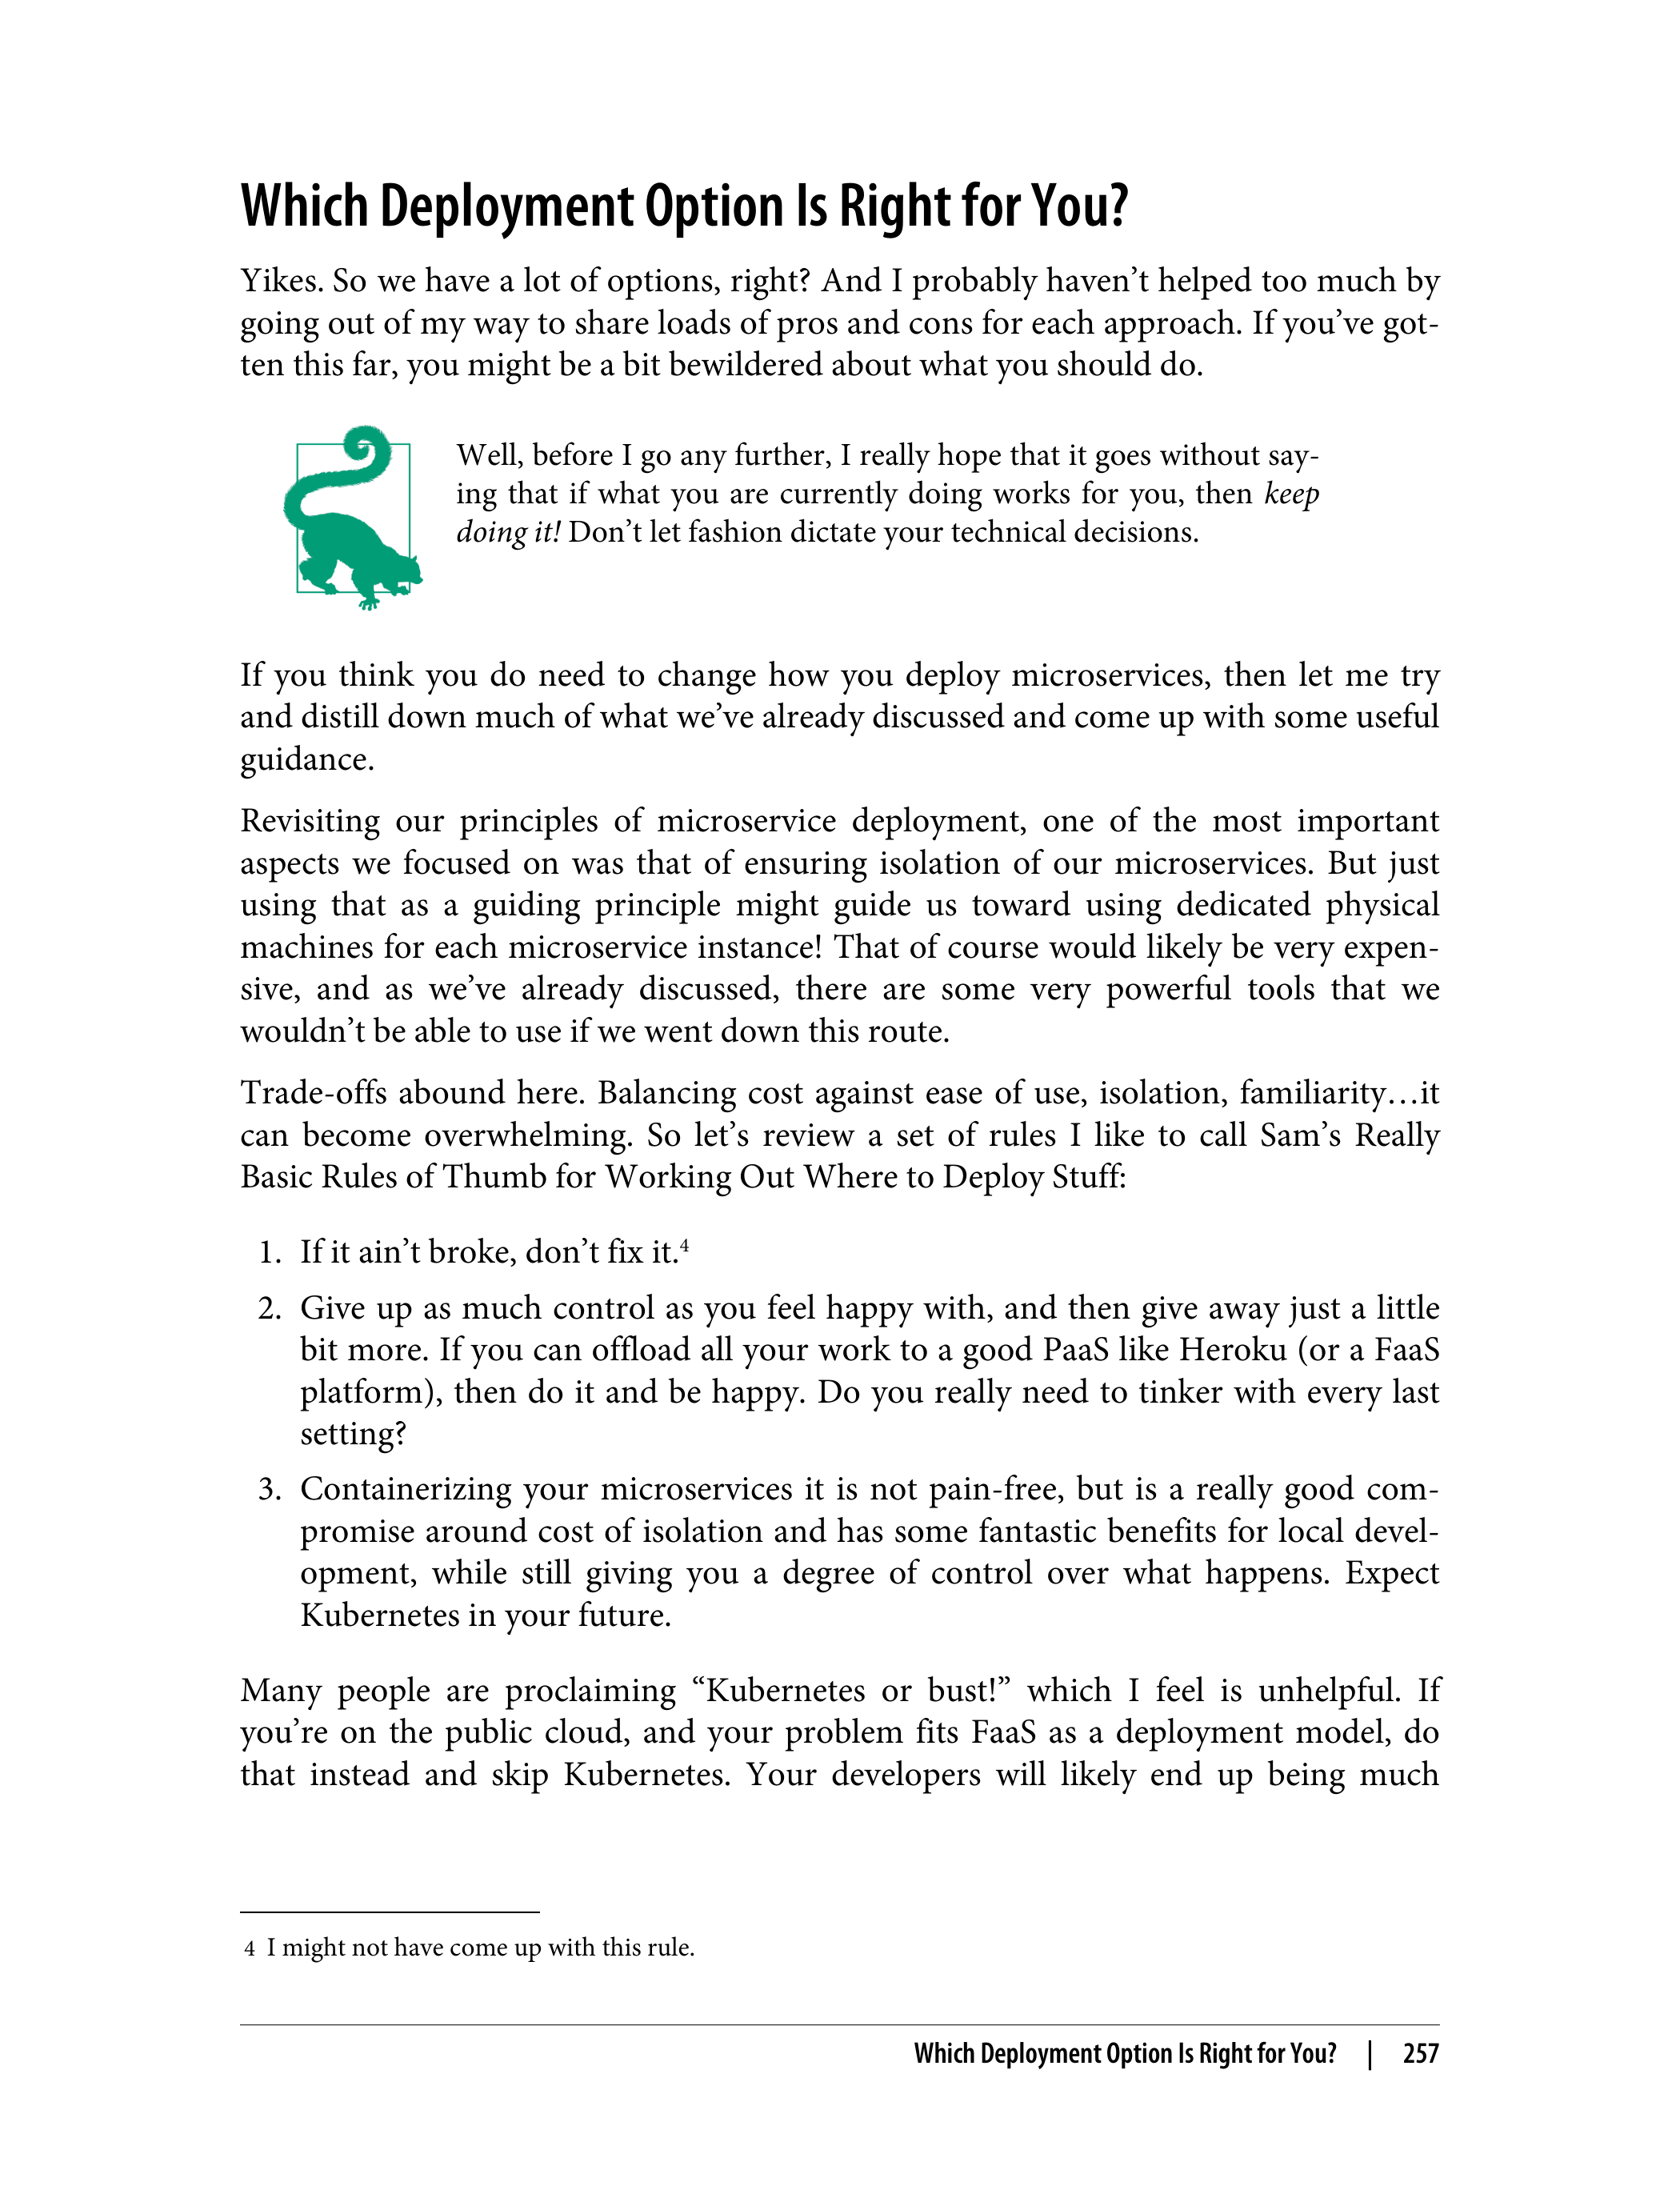 Which Deployment Option Is Right for You?
Yikes. So we have a lot of options, right? And I probably haven’t helped too much by
going out of my way to share loads of pros and cons for each approach. If you’ve got-
ten this far, you might be a bit bewildered about what you should do.
Well, before I go any further, I really hope that it goes without say-
ing that if what you are currently doing works for you, then keep
doing it! Don’t let fashion dictate your technical decisions.
If you think you do need to change how you deploy microservices, then let me try
and distill down much of what we’ve already discussed and come up with some useful
guidance.
Revisiting our principles of microservice deployment, one of the most important
aspects we focused on was that of ensuring isolation of our microservices. But just
using that as a guiding principle might guide us toward using dedicated physical
machines for each microservice instance! That of course would likely be very expen-
sive, and as we’ve already discussed, there are some very powerful tools that we
wouldn’t be able to use if we went down this route.
Trade-offs abound here. Balancing cost against ease of use, isolation, familiarity…it
can become overwhelming. So let’s review a set of rules I like to call Sam’s Really
Basic Rules of Thumb for Working Out Where to Deploy Stuff:
1. If it ain’t broke, don’t fix it.4
2. Give up as much control as you feel happy with, and then give away just a little
bit more. If you can offload all your work to a good PaaS like Heroku (or a FaaS
platform), then do it and be happy. Do you really need to tinker with every last
setting?
3. Containerizing your microservices it is not pain-free, but is a really good com-
promise around cost of isolation and has some fantastic benefits for local devel-
opment, while still giving you a degree of control over what happens. Expect
Kubernetes in your future.
Many people are proclaiming “Kubernetes or bust!” which I feel is unhelpful. If
you’re on the public cloud, and your problem fits FaaS as a deployment model, do
that instead and skip Kubernetes. Your developers will likely end up being much
4 I might not have come up with this rule.
Which Deployment Option Is Right for You? | 257